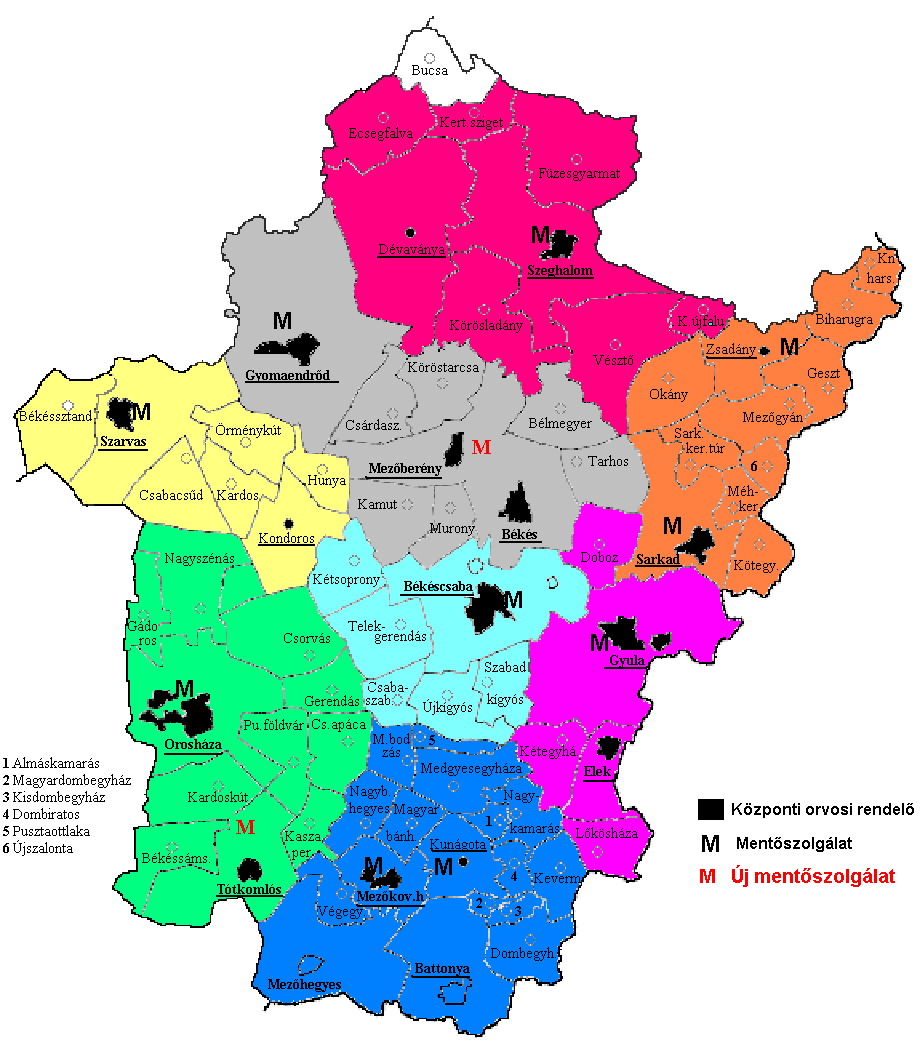 Bucsa
Ecsegfalva
Kert.sziget
Füzesgyarmat
Dévaványa
M
Szeghalom
Kn
hars.
Biharugra
Körösladány
K.újfalu
Vésztő
Zsadány
M
M
Gyomaendrőd
Köröstarcsa
Geszt
Okány
Mezőgyán
Békéssztand
M
Szarvas
Örménykút
Csárdasz.
Bélmegyer
Sark.
ker.túr
Mezőberény
M
Tarhos
6
Csabacsűd
Kardos
Hunya
Méh-
ker.
Kamut
Murony
Békés
M
Kondoros
Doboz
Sarkad
Kötegy.
Nagyszénás
Kétsoprony
Békéscsaba
M
Gádo
ros
Csorvás
Telek-
gerendás
M
Gyula
Szabad
kígyós
M
Csaba-
szab.
Újkígyós
Gerendás
Orosháza
Pu.földvár
Cs.apáca
M.bod
zás
5
Kétegyhá
Elek
Medgyesegyháza
1 Almáskamarás
2 Magyardombegyház
3 Kisdombegyház
4 Dombiratos
5 Pusztaottlaka
6 Újszalonta
Kardoskút
Nagyb.
hegyes
Magyar
bánh
Nagy
kamarás
1
M
Kasza
per.
Kunágota
Lőkösháza
Békéssáms.
M
M
4
Keverm
Tótkomlós
Mezőkov.h
Végegy.
2
3
Dombegyh
Mezőhegyes
Battonya
Központi orvosi rendelő
M Mentőszolgálat
M Új mentőszolgálat